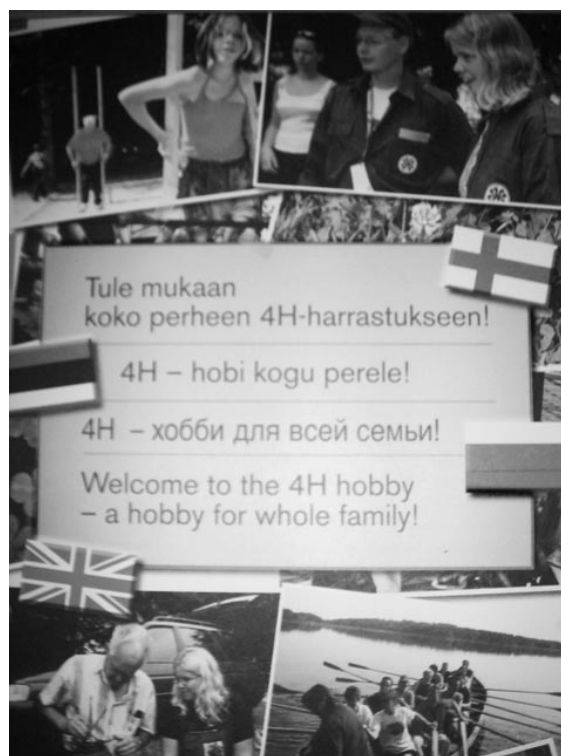 Tule mukaan
koko perheen 4H-harrastukseen!
4H – hobi kogu perele!
4H – хобби для всей семьи!
Welcome to the 4H hobby
– a hobby for whole family!